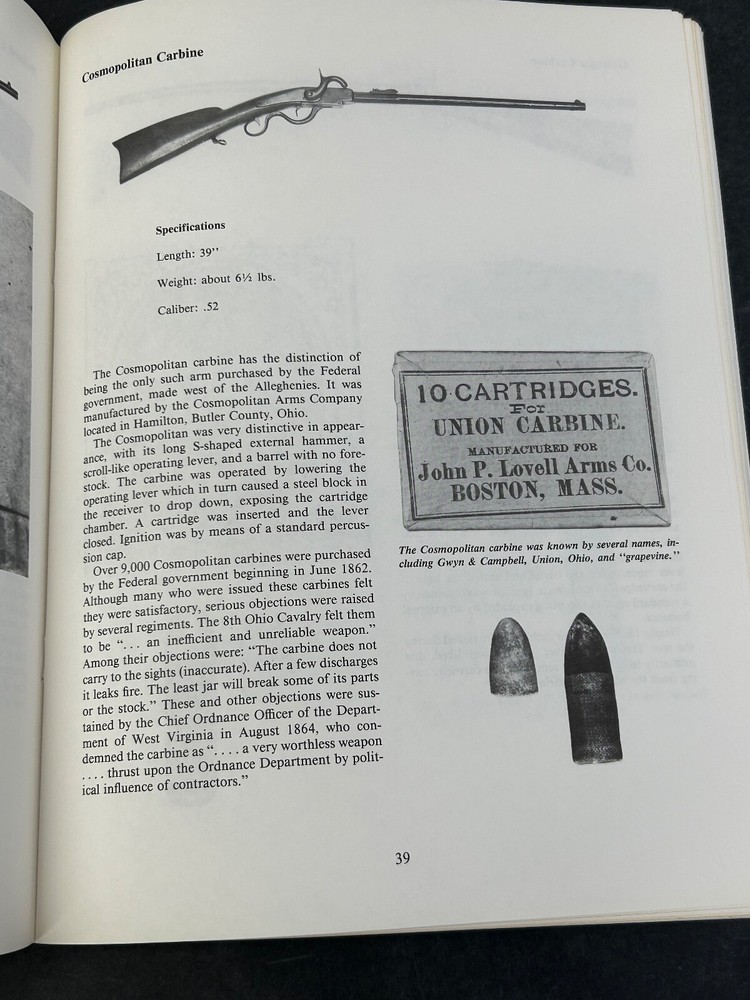 Cosmopolitan Carbine
Specifications
Length: 39"
Weight: about 6½ lbs.
Caliber: .52
The Cosmopolitan carbine has the distinction of
being the only such arm purchased by the Federal
government, made west of the Alleghenies. It was
manufactured by the Cosmopolitan Arms Company
located in Hamilton, Butler County, Ohio.
The Cosmopolitan was very distinctive in appear-
ance, with its long S-shaped external hammer, a
scroll-like operating lever, and a barrel with no fore-
stock. The carbine was operated by lowering the
operating lever which in turn caused a steel block in
the receiver to drop down, exposing the cartridge
chamber. A cartridge was inserted and the lever
closed. Ignition was by means of a standard percus-
sion cap.
Over 9,000 Cosmopolitan carbines were purchased
by the Federal government beginning in June 1862.
Although many who were issued these carbines felt
they were satisfactory, serious objections were raised
by several regiments. The 8th Ohio Cavalry felt them
to be "... an inefficient and unreliable weapon."
Among their objections were: "The carbine does not
carry to the sights (inaccurate). After a few discharges
it leaks fire. The least jar will break some of its parts
or the stock." These and other objections were sus-
tained by the Chief Ordnance Officer of the Depart-
ment of West Virginia in August 1864, who con-
demned the carbine as ".... a very worthless weapon
.... thrust upon the Ordnance Department by polit-
ical influence of contractors."
10 CARTRIDGES.
For
UNION CARBINE.
MANUFACTURED FOR
John P. Lovell Arms Co.
BOSTON, MASS.
The Cosmopolitan carbine was known by several names, in-
cluding Gwyn & Campbell, Union, Ohio, and "grapevine."
39